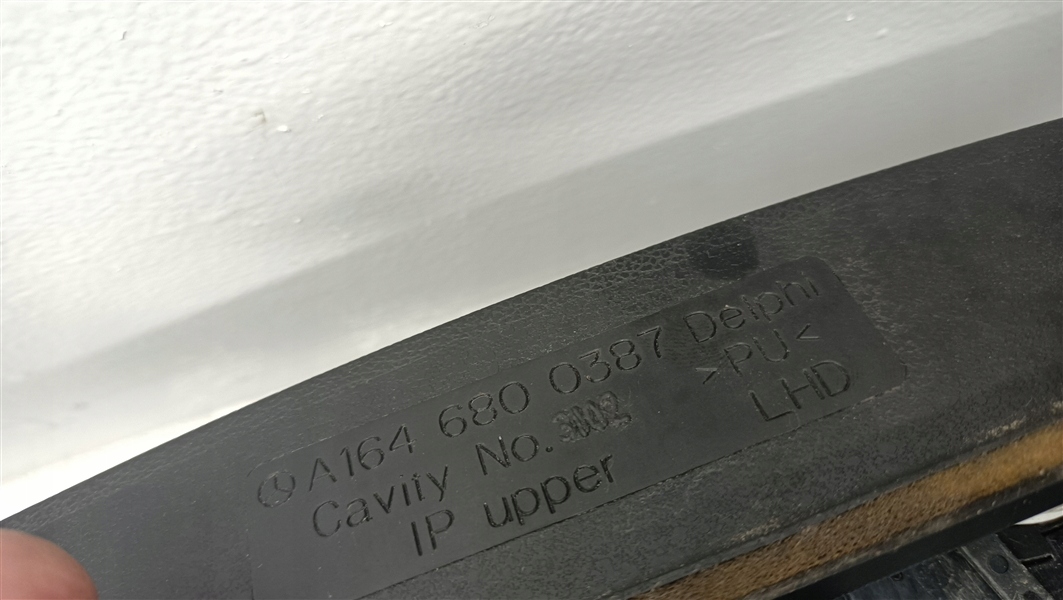 A164 680 0387 Delphi
Cavity No. >PU<
IP upper LHD